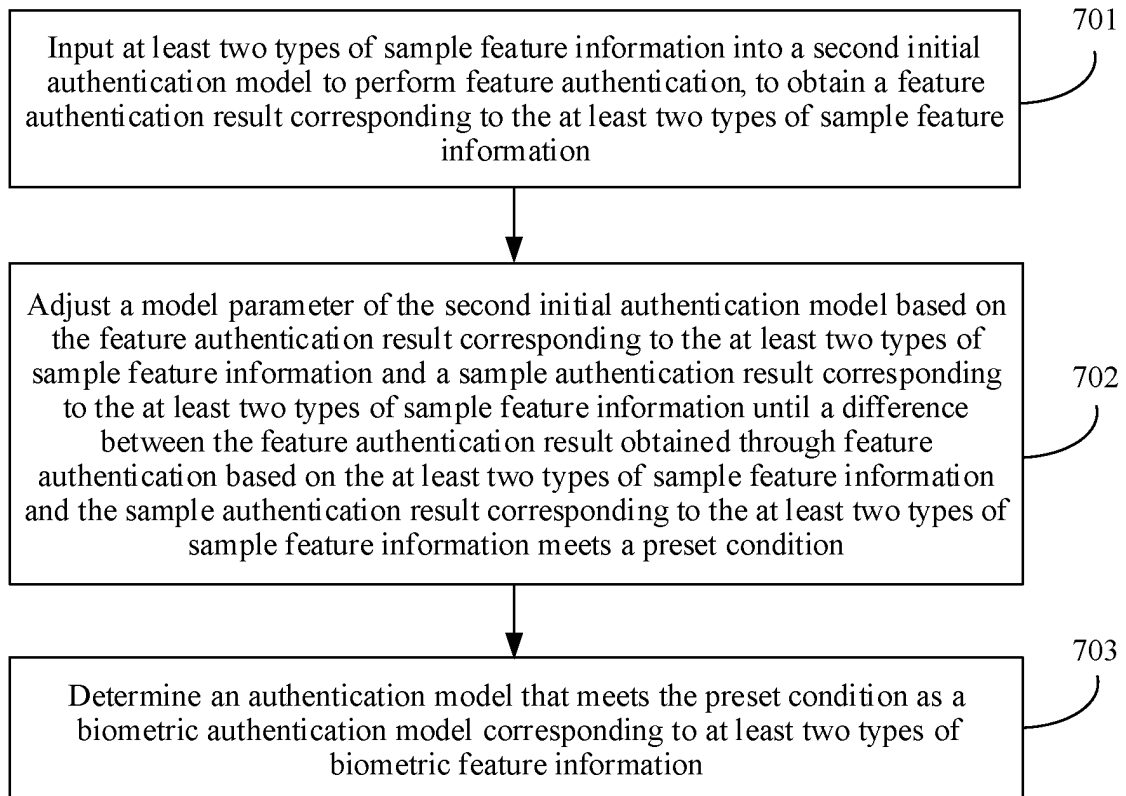 701
Input at least two types of sample feature information into a second initial
authentication model to perform feature authentication, to obtain a feature
authentication result corresponding to the at least two types of sample feature
information
702
Adjust a model parameter of the second initial authentication model based on
the feature authentication result corresponding to the at least two types of
sample feature information and a sample authentication result corresponding
to the at least two types of sample feature information until a difference
between the feature authentication result obtained through feature
authentication based on the at least two types of sample feature information
and the sample authentication result corresponding to the at least two types of
sample feature information meets a preset condition
703
Determine an authentication model that meets the preset condition as a
biometric authentication model corresponding to at least two types of
biometric feature information